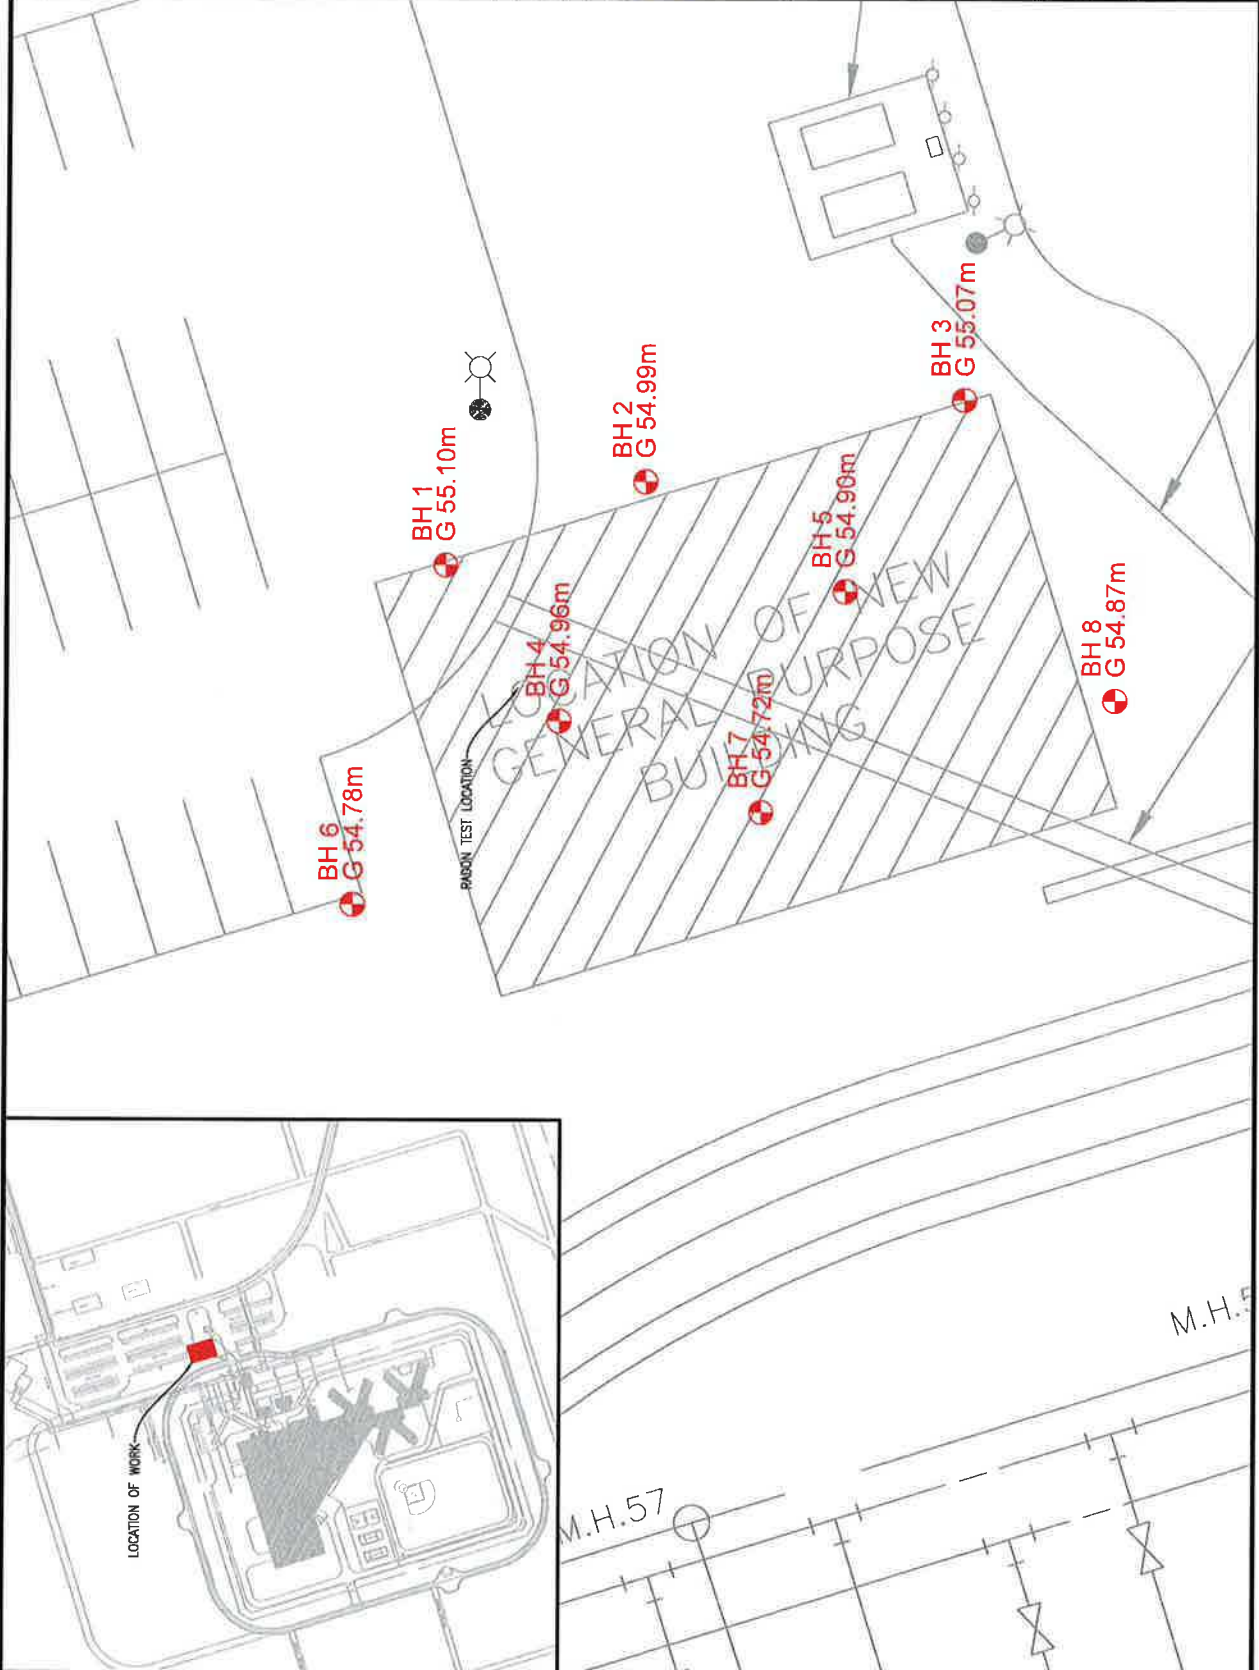 BH 1
G 55.10m
BH 2
G 54.99m
BH 3
G 55.07m
BH 4
G 54.96m
BH 5
G 54.90m
BH 6
G 54.78m
BH 7
G 54.72m
BH 8
G 54.87m
RADON TEST LOCATION
LOCATION OF NEW
GENERAL PURPOSE
BUILDING
LOCATION OF WORK
M.H.57
M.H.5